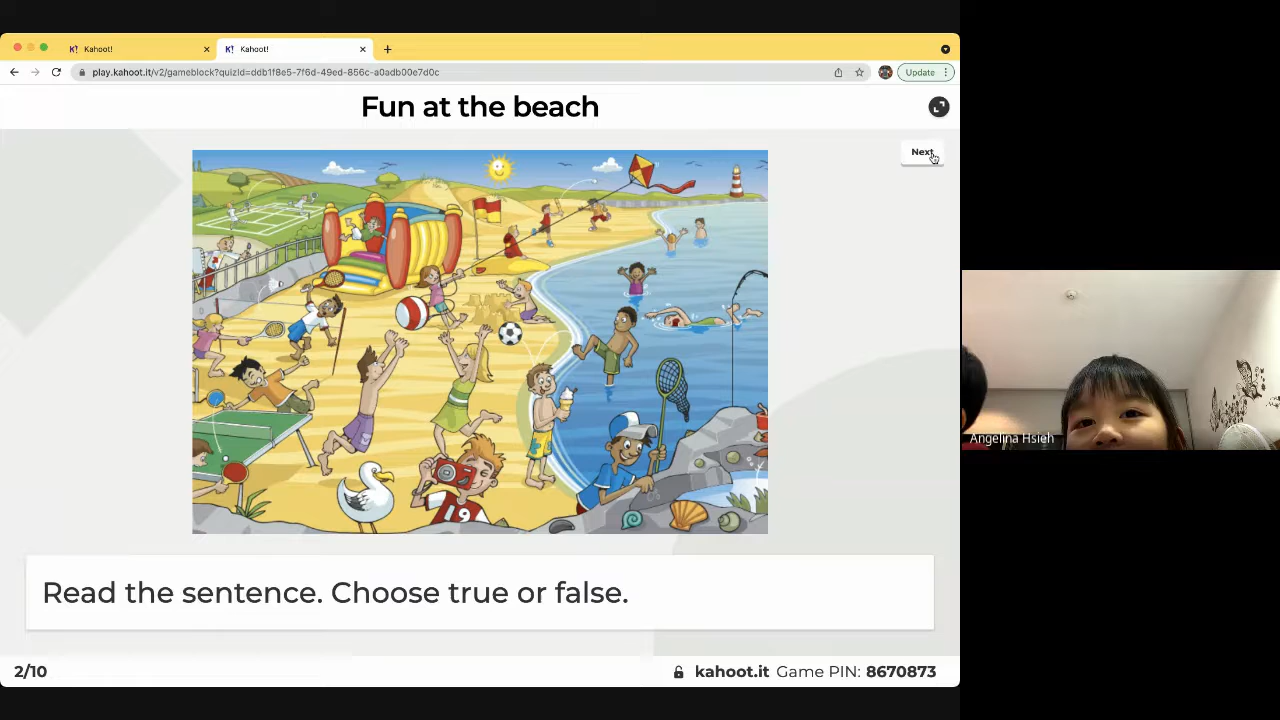 Kahoot!
Kahoot!
play.kahoot.it/v2/gameblock?quizId=ddb1f8e5-7f6d-49ed-856c-a0adb00e7d0c
Update
Fun at the beach
Next
19
Angelina Hsieh
Read the sentence. Choose true or false.
2/10
kahoot.it Game PIN: 8670873